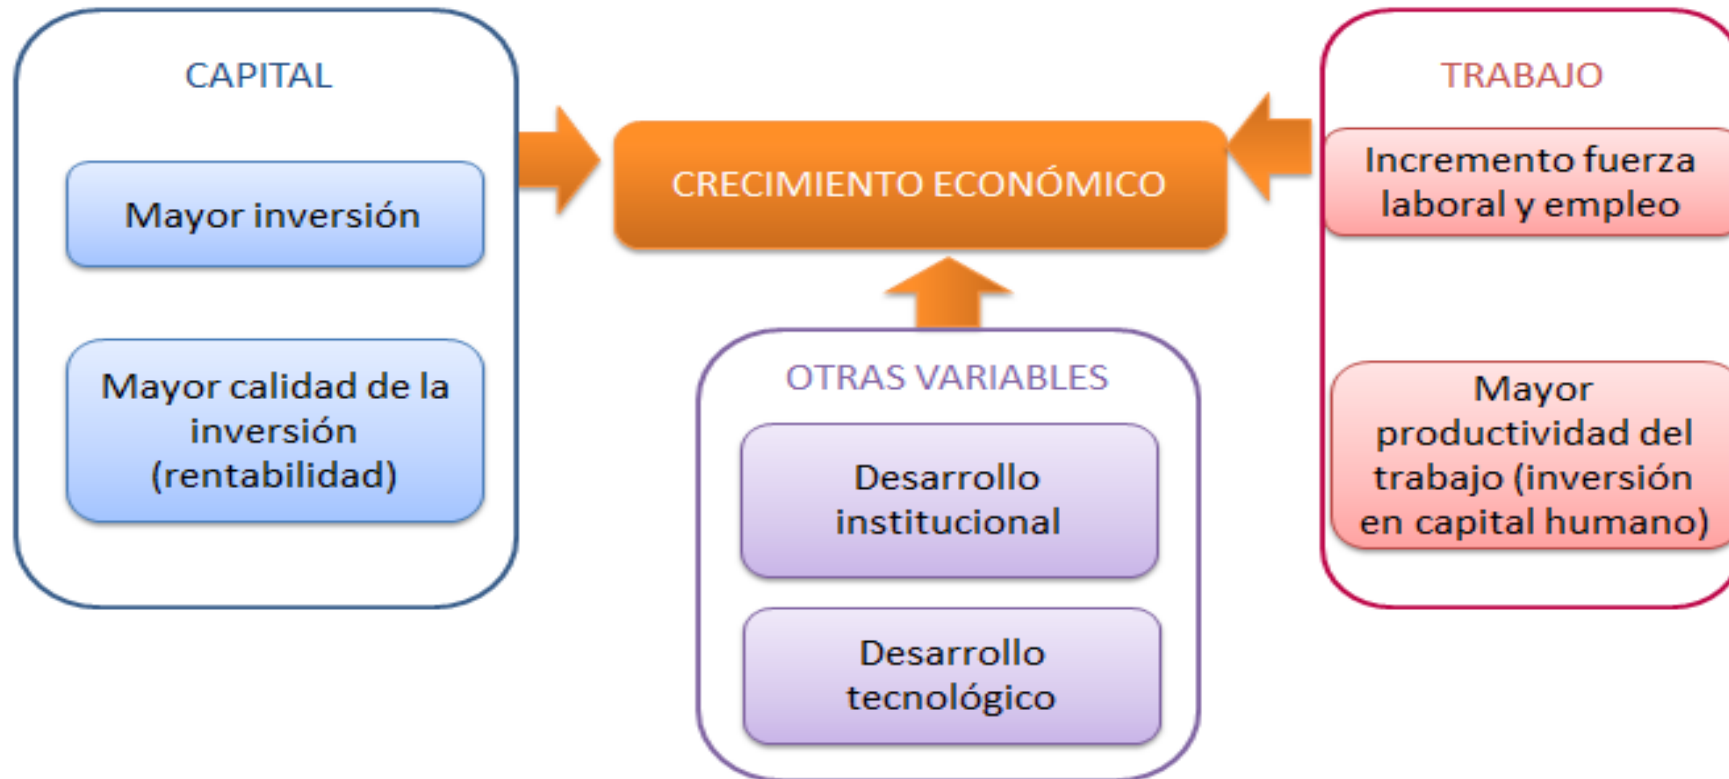 CAPITAL
Mayor inversión
Mayor calidad de la
inversión
(rentabilidad)
CRECIMIENTO ECONÓMICO
OTRAS VARIABLES
Desarrollo
institucional
Desarrollo
tecnológico
TRABAJO
Incremento fuerza
laboral y empleo
Mayor
productividad del
trabajo (inversión
en capital humano)